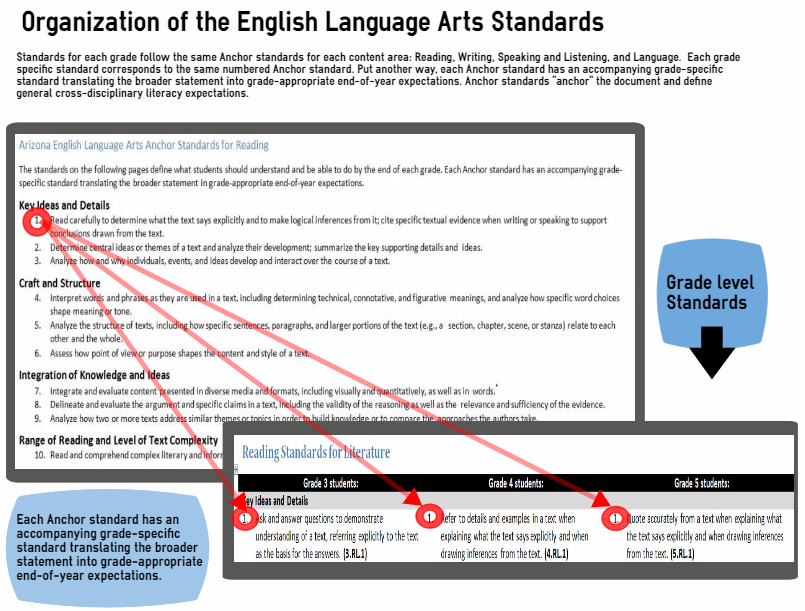 Organization of the English Language Arts Standards
Standards for each grade follow the same Anchor standards for each content area: Reading, Writing, Speaking and Listening, and Language. Each grade
specific standard corresponds to the same numbered Anchor standard. Put another way, each Anchor standard has an accompanying grade-specific
standard translating the broader statement into grade-appropriate end-of-year expectations. Anchor standards "anchor" the document and define
general cross-disciplinary literacy expectations.
Arizona English Language Arts Anchor Standards for Reading
The standards on the following pages define what students should understand and be able to do by the end of each grade. Each Anchor standard has an accompanying grade-
specific standard translating the broader statement in grade-appropriate end-of-year expectations.
Key Ideas and Details
1. Read carefully to determine what the text says explicitly and to make logical inferences from it; cite specific textual evidence when writing or speaking to support
conclusions drawn from the text.
2. Determine central ideas or themes of a text and analyze their development; summarize the key supporting details and ideas.
3. Analyze how and why individuals, events, and ideas develop and interact over the course of a text.
Craft and Structure
4. Interpret words and phrases as they are used in a text, including determining technical, connotative, and figurative meanings, and analyze how specific word choices
shape meaning or tone.
5. Analyze the structure of texts, including how specific sentences, paragraphs, and larger portions of the text (e.g., a section, chapter, scene, or stanza) relate to each
other and the whole.
6. Assess how point of view or purpose shapes the content and style of a text.
Integration of Knowledge and Ideas
7. Integrate and evaluate content presented in diverse media and formats, including visually and quantitatively, as well as in words.*
8. Delineate and evaluate the argument and specific claims in a text, including the validity of the reasoning as well as the relevance and sufficiency of the evidence.
9. Analyze how two or more texts address similar themes or topics in order to build knowledge or to compare the approaches the authors take.
Range of Reading and Level of Text Complexity
10. Read and comprehend complex literary and inform
Grade level
Standards
Reading Standards for Literature
Grade 3 students: Grade 4 students: Grade 5 students:
Key Ideas and Details
1. Ask and answer questions to demonstrate
understanding of a text, referring explicitly to the text
as the basis for the answers. (3.RL.1)
1. Refer to details and examples in a text when
explaining what the text says explicitly and when
drawing inferences from the text. (4.RL.1)
1. Quote accurately from a text when explaining what
the text says explicitly and when drawing inferences
from the text. (5.RL.1)
Each Anchor standard has an
accompanying grade-specific
standard translating the broader
statement into grade-appropriate
end-of-year expectations.